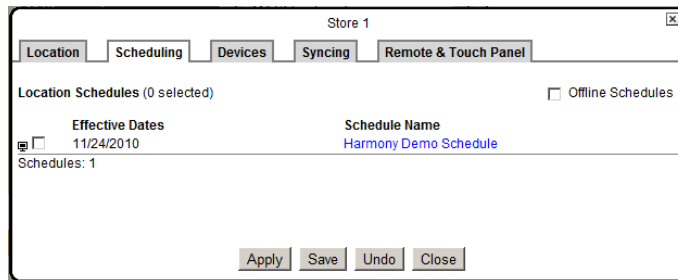 Store 1
Location Scheduling Devices Syncing Remote & Touch Panel
Location Schedules (0 selected) Offline Schedules
Effective Dates Schedule Name
11/24/2010 Harmony Demo Schedule
Schedules: 1
Apply Save Undo Close